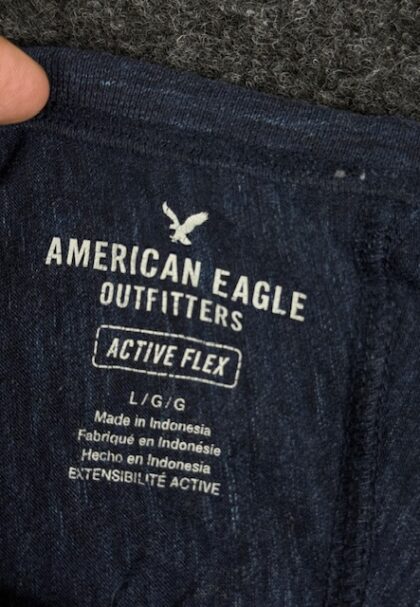 AMERICAN EAGLE
OUTFITTERS
ACTIVE FLEX
L/G/G
Made in Indonesia
Fabriqué en Indonésie
Hecho en Indonesia
EXTENSIBILITÉ ACTIVE